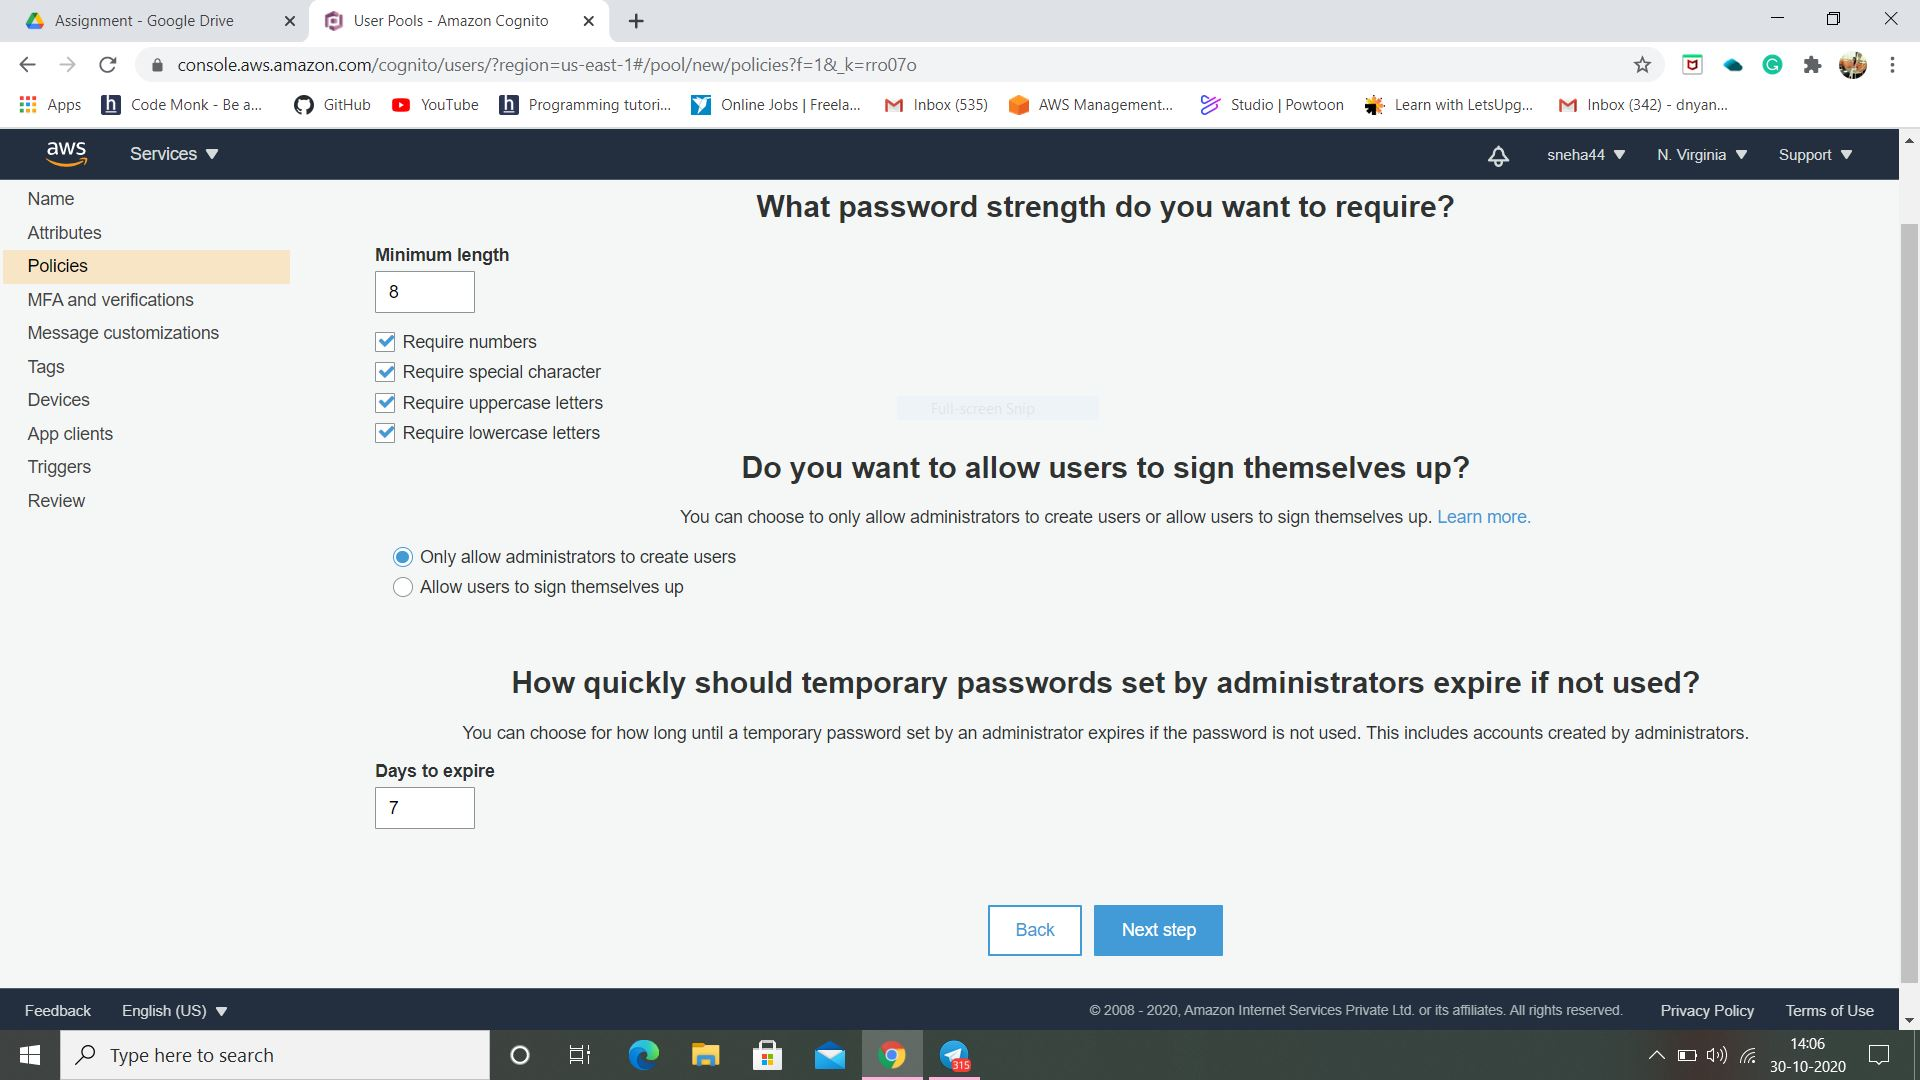 Assignment - Google Drive
User Pools - Amazon Cognito
console.aws.amazon.com/cognito/users/?region=us-east-1#/pool/new/policies?f=1&_k=rro07o
Apps
Code Monk - Be a...
GitHub
YouTube
Programming tutori...
Online Jobs | Freela...
Inbox (535)
AWS Management...
Studio | Powtoon
Learn with LetsUpg...
Inbox (342) - dnyan...
aws
Services
sneha44
N. Virginia
Support
Name
Attributes
Policies
MFA and verifications
Message customizations
Tags
Devices
App clients
Triggers
Review
What password strength do you want to require?
Minimum length
8
Require numbers
Require special character
Require uppercase letters
Require lowercase letters
Full-screen Snip
Do you want to allow users to sign themselves up?
You can choose to only allow administrators to create users or allow users to sign themselves up. Learn more.
Only allow administrators to create users
Allow users to sign themselves up
How quickly should temporary passwords set by administrators expire if not used?
You can choose for how long until a temporary password set by an administrator expires if the password is not used. This includes accounts created by administrators.
Days to expire
7
Back
Next step
Feedback
English (US)
© 2008 - 2020, Amazon Internet Services Private Ltd. or its affiliates. All rights reserved.
Privacy Policy
Terms of Use
Type here to search
315
14:06
30-10-2020